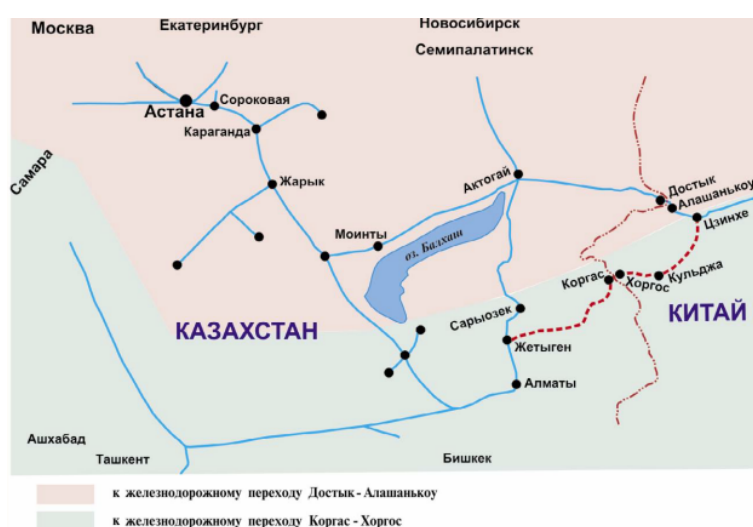 Москва
Екатеринбург
Новосибирск
Семипалатинск
Астана
Сороковая
Караганда
Самара
Жарык
Актогай
Достык
Алашанькоу
Цзинхе
Моинты
оз. Балхаш
Коргас
Хоргос
Кульджа
КАЗАХСТАН
Сарыозек
КИТАЙ
Жетыген
Алматы
Ашхабад
Ташкент
Бишкек
к железнодорожному переходу Достык - Алашанькоу
к железнодорожному переходу Коргас - Хоргос